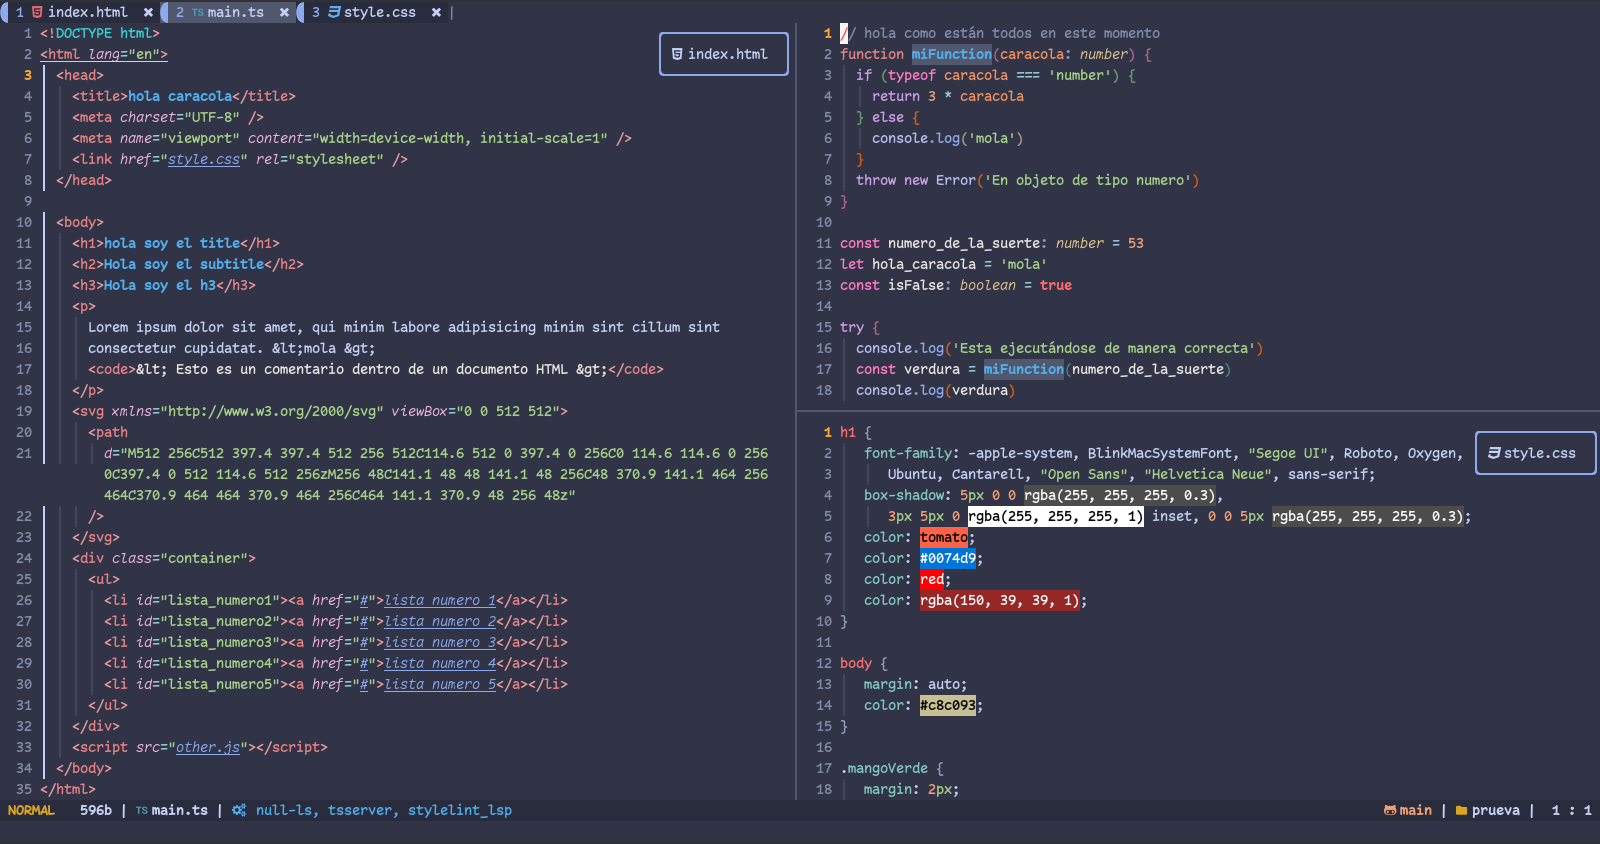 1 index.html ✖ 2 TS main.ts ✖ 3 style.css ✖ |
1 <!DOCTYPE html>
2 <html lang="en">
index.html
3 <head>
4 <title>hola caracola</title>
5 <meta charset="UTF-8" />
6 <meta name="viewport" content="width=device-width, initial-scale=1" />
7 <link href="style.css" rel="stylesheet" />
8 </head>
9
10 <body>
11 <h1>hola soy el title</h1>
12 <h2>Hola soy el subtitle</h2>
13 <h3>Hola soy el h3</h3>
14 <p>
15 Lorem ipsum dolor sit amet, qui minim labore adipisicing minim sint cillum sint
16 consectetur cupidatat. &lt;mola &gt;
17 <code>&lt; Esto es un comentario dentro de un documento HTML &gt;</code>
18 </p>
19 <svg xmlns="http://www.w3.org/2000/svg" viewBox="0 0 512 512">
20 <path
21 d="M512 256C512 397.4 397.4 512 256 512C114.6 512 0 397.4 0 256C0 114.6 114.6 0 256
0C397.4 0 512 114.6 512 256zM256 48C141.1 48 48 141.1 48 256C48 370.9 141.1 464 256
464C370.9 464 464 370.9 464 256C464 141.1 370.9 48 256 48z"
22 />
23 </svg>
24 <div class="container">
25 <ul>
26 <li id="lista_numero1"><a href="#">lista numero 1</a></li>
27 <li id="lista_numero2"><a href="#">lista numero 2</a></li>
28 <li id="lista_numero3"><a href="#">lista numero 3</a></li>
29 <li id="lista_numero4"><a href="#">lista numero 4</a></li>
30 <li id="lista_numero5"><a href="#">lista numero 5</a></li>
31 </ul>
32 </div>
33 <script src="other.js"></script>
34 </body>
35 </html>
1 // hola como están todos en este momento
2 function miFunction(caracola: number) {
3 if (typeof caracola === 'number') {
4 return 3 * caracola
5 } else {
6 console.log('mola')
7 }
8 throw new Error('En objeto de tipo numero')
9 }
10
11 const numero_de_la_suerte: number = 53
12 let hola_caracola = 'mola'
13 const isFalse: boolean = true
14
15 try {
16 console.log('Esta ejecutándose de manera correcta')
17 const verdura = miFunction(numero_de_la_suerte)
18 console.log(verdura)
1 h1 {
2 font-family: -apple-system, BlinkMacSystemFont, "Segoe UI", Roboto, Oxygen,
style.css
3 Ubuntu, Cantarell, "Open Sans", "Helvetica Neue", sans-serif;
4 box-shadow: 5px 0 0 rgba(255, 255, 255, 0.3),
5 3px 5px 0 rgba(255, 255, 255, 1) inset, 0 0 5px rgba(255, 255, 255, 0.3);
6 color: tomato;
7 color: #0074d9;
8 color: red;
9 color: rgba(150, 39, 39, 1);
10 }
11
12 body {
13 margin: auto;
14 color: #c8c093;
15 }
16
17 .mangoVerde {
18 margin: 2px;
NORMAL 596b | TS main.ts | null-ls, tsserver, stylelint_lsp
main | prueva | 1 : 1